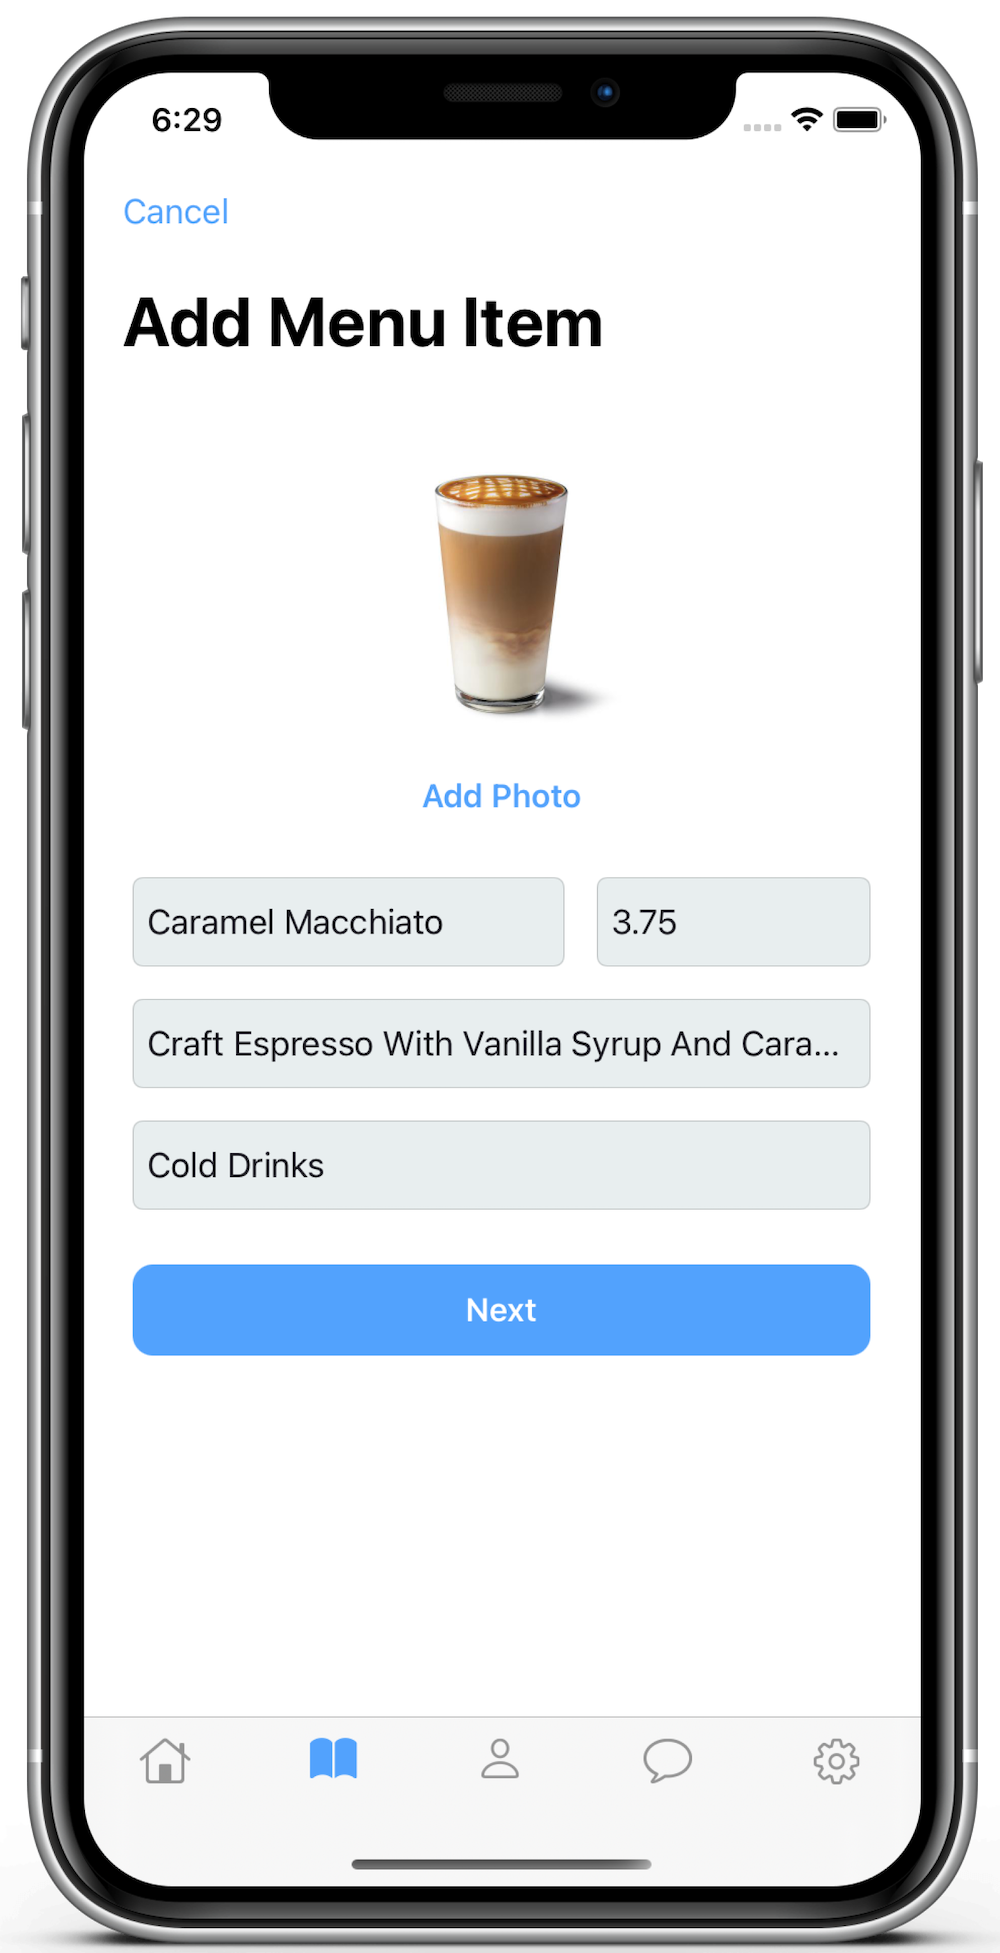 6:29
Cancel
Add Menu Item
Add Photo
Caramel Macchiato
3.75
Craft Espresso With Vanilla Syrup And Cara...
Cold Drinks
Next